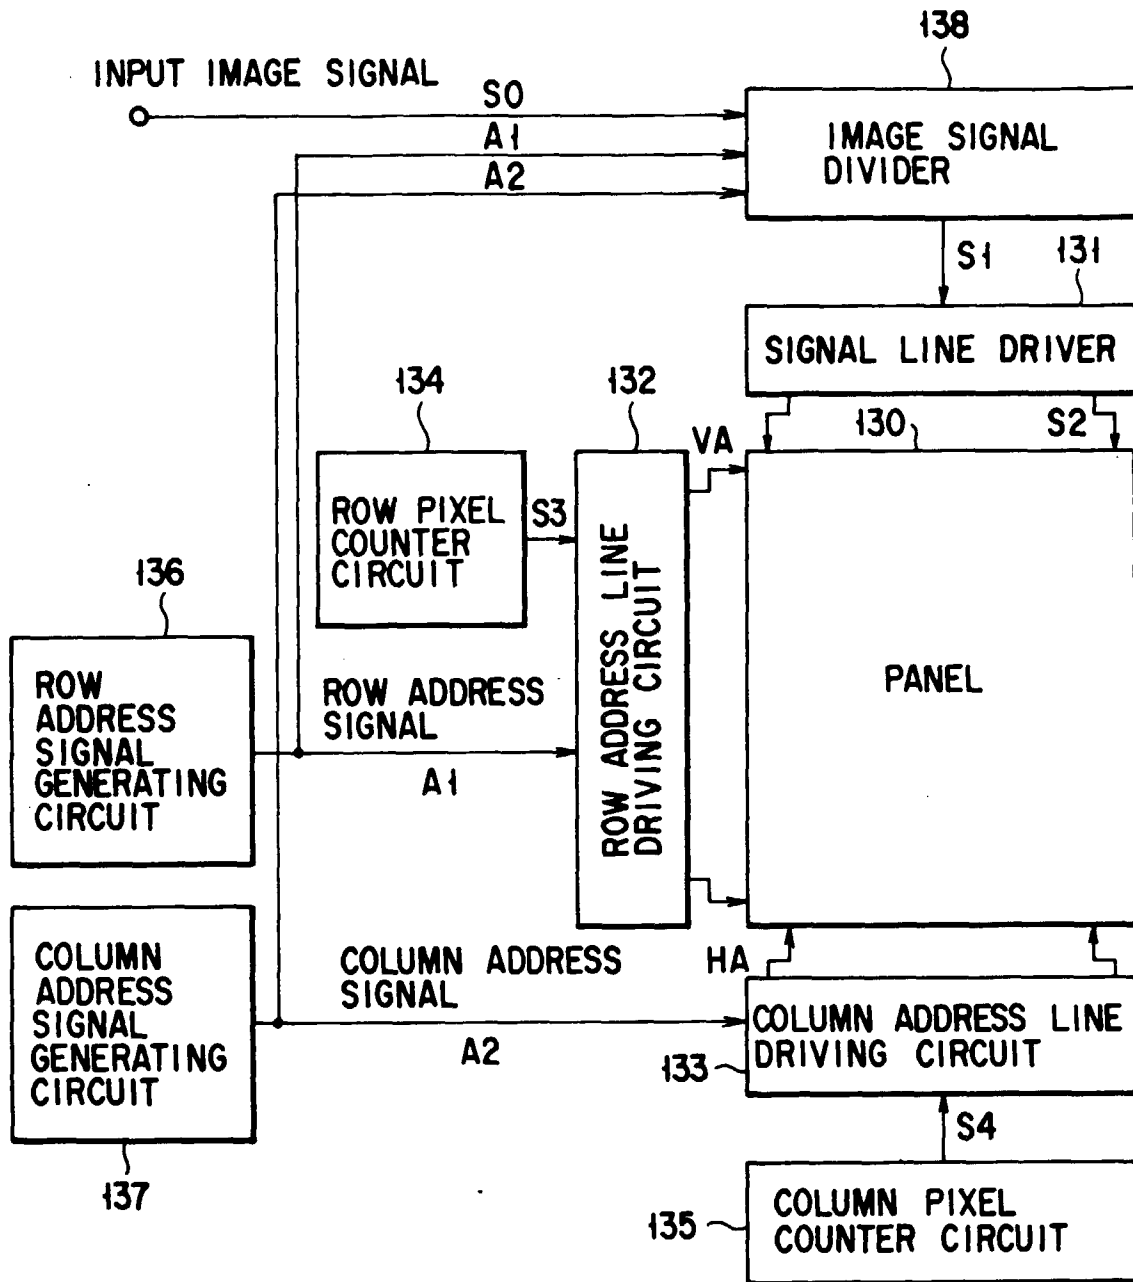 138
INPUT IMAGE SIGNAL
S0
A1
A2
IMAGE SIGNAL
DIVIDER
S1
131
SIGNAL LINE DRIVER
134
132
VA
130
S2
ROW PIXEL
COUNTER
CIRCUIT
S3
ROW ADDRESS LINE
DRIVING CIRCUIT
PANEL
136
ROW
ADDRESS
SIGNAL
GENERATING
CIRCUIT
ROW ADDRESS
SIGNAL
A1
COLUMN
ADDRESS
SIGNAL
GENERATING
CIRCUIT
137
COLUMN ADDRESS
SIGNAL
A2
HA
COLUMN ADDRESS LINE
DRIVING CIRCUIT
133
S4
135
COLUMN PIXEL
COUNTER CIRCUIT